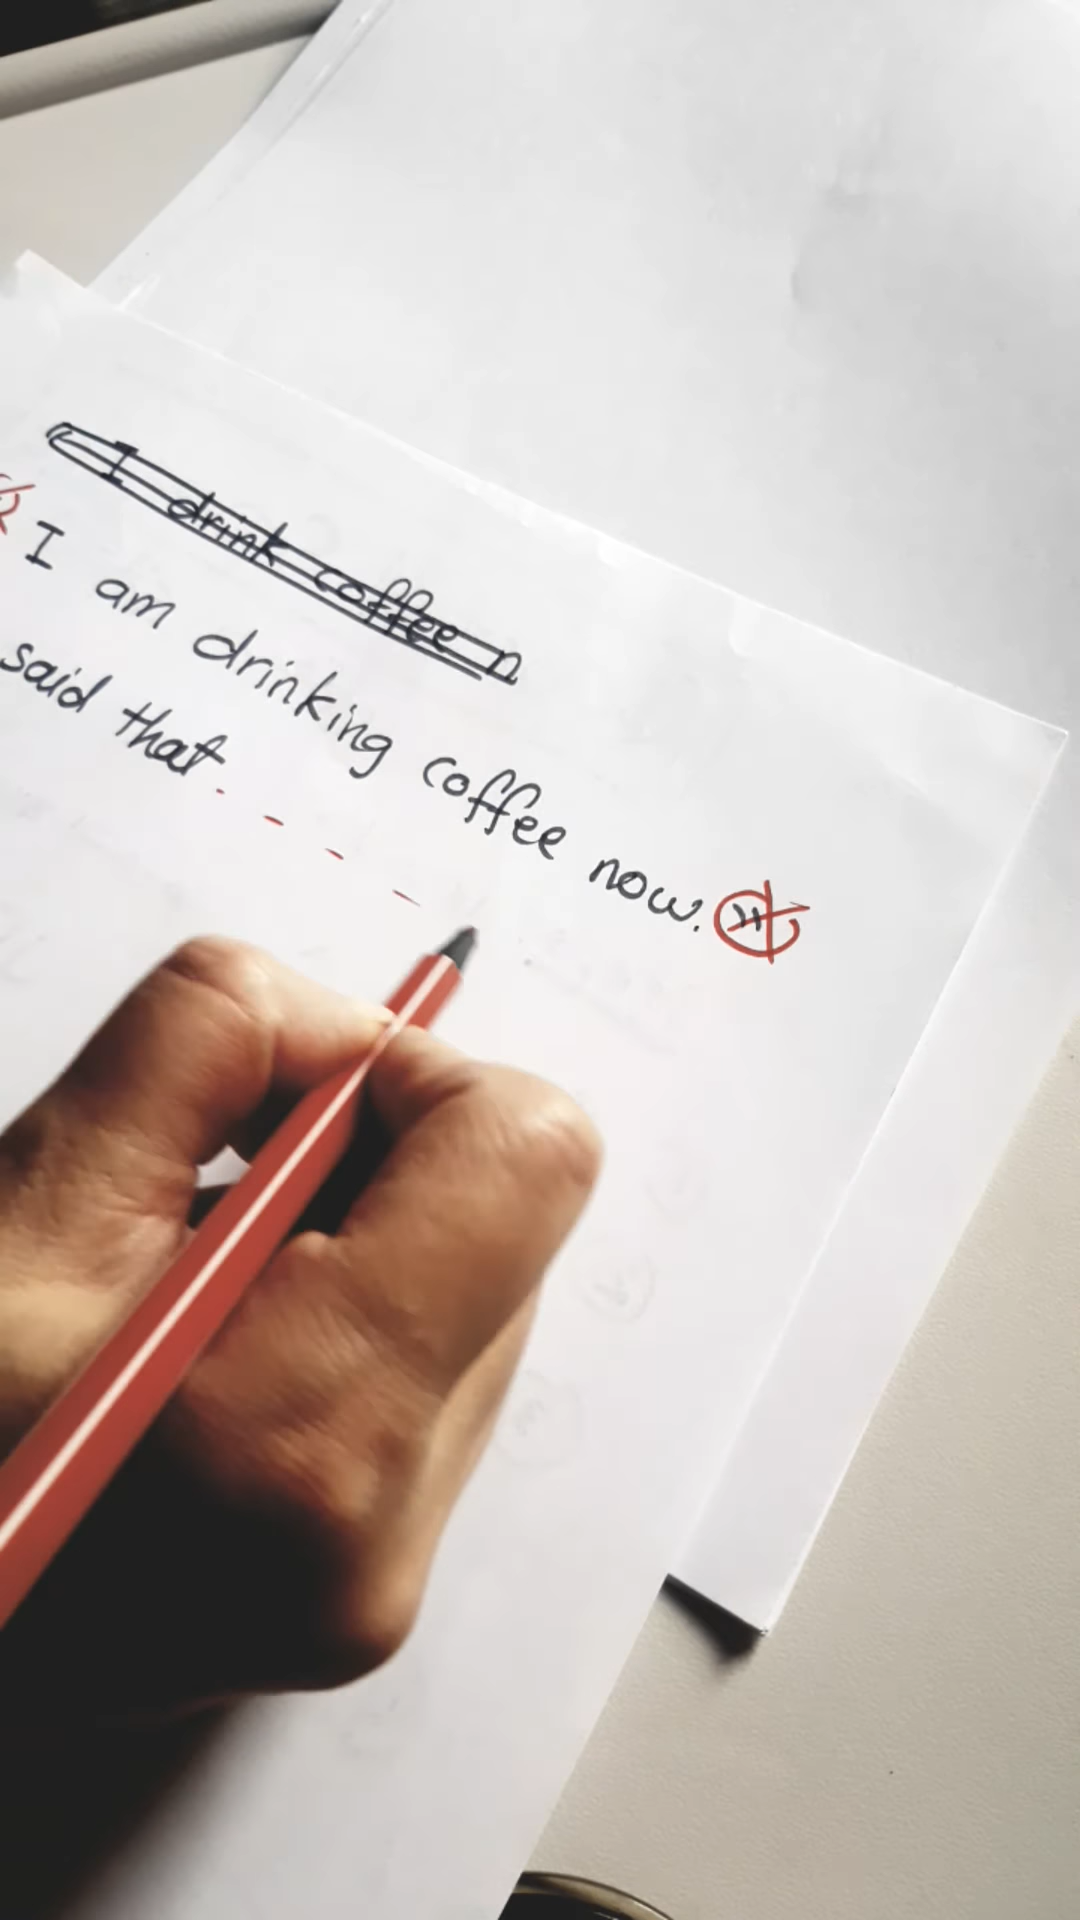 I drink coffee n
I am drinking coffee now."
said that. - - -